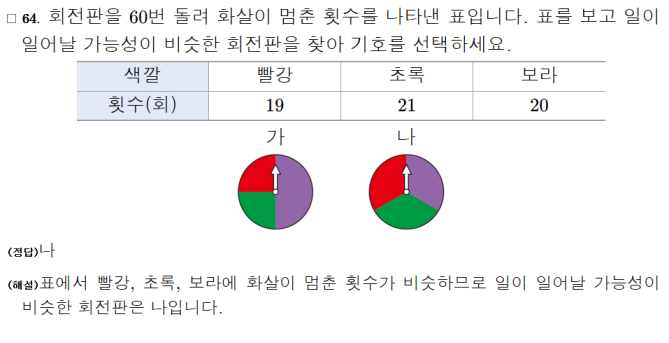 □ 64. 회전판을 60번 돌려 화살이 멈춘 횟수를 나타낸 표입니다. 표를 보고 일이
일어날 가능성이 비슷한 회전판을 찾아 기호를 선택하세요.
색깔 빨강 초록 보라
횟수(회) 19 21 20
가 나
(정답)나
(해설)표에서 빨강, 초록, 보라에 화살이 멈춘 횟수가 비슷하므로 일이 일어날 가능성이
비슷한 회전판은 나입니다.